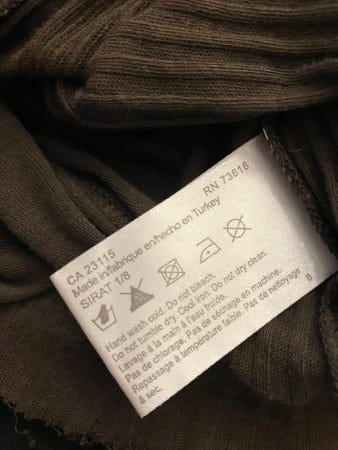 CA 23115 RN 73616
Made in/fabrique en/hecho en Turkey
SIRAT 1/8
Hand wash cold. Do not bleach.
Do not tumble dry. Cool iron. Do not dry clean.
Lavage à la main à l'eau froide.
Pas de chlorage. Pas de séchage en machine.
Repassage à température faible. Pas de nettoyage
à sec. 8